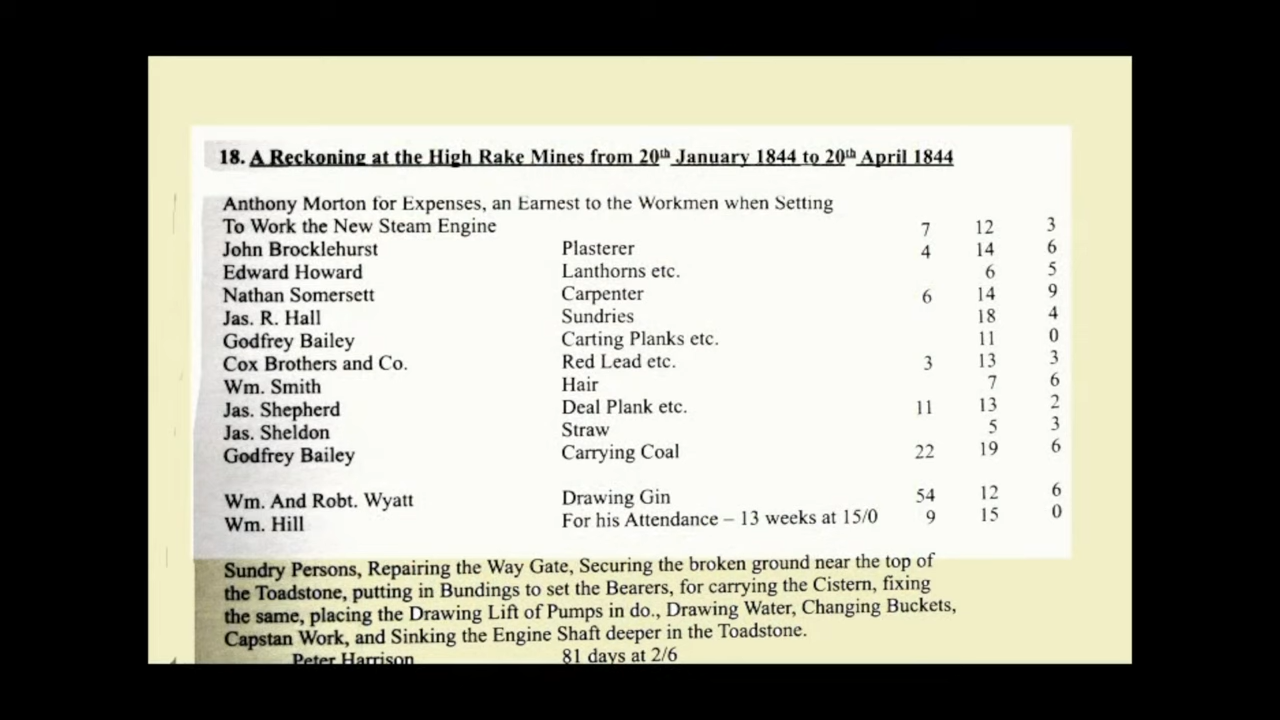 18. A Reckoning at the High Rake Mines from 20th January 1844 to 20th April 1844
Anthony Morton for Expenses, an Earnest to the Workmen when Setting
To Work the New Steam Engine 7 12 3
John Brocklehurst Plasterer 4 14 6
Edward Howard Lanthorns etc. 6 5
Nathan Somersett Carpenter 6 14 9
Jas. R. Hall Sundries 18 4
Godfrey Bailey Carting Planks etc. 11 0
Cox Brothers and Co. Red Lead etc. 3 13 3
Wm. Smith Hair 7 6
Jas. Shepherd Deal Plank etc. 11 13 2
Jas. Sheldon Straw 5 3
Godfrey Bailey Carrying Coal 22 19 6
Wm. And Robt. Wyatt Drawing Gin 54 12 6
Wm. Hill For his Attendance – 13 weeks at 15/0 9 15 0
Sundry Persons, Repairing the Way Gate, Securing the broken ground near the top of
the Toadstone, putting in Bundings to set the Bearers, for carrying the Cistern, fixing
the same, placing the Drawing Lift of Pumps in do., Drawing Water, Changing Buckets,
Capstan Work, and Sinking the Engine Shaft deeper in the Toadstone.
Peter Harrison 81 days at 2/6